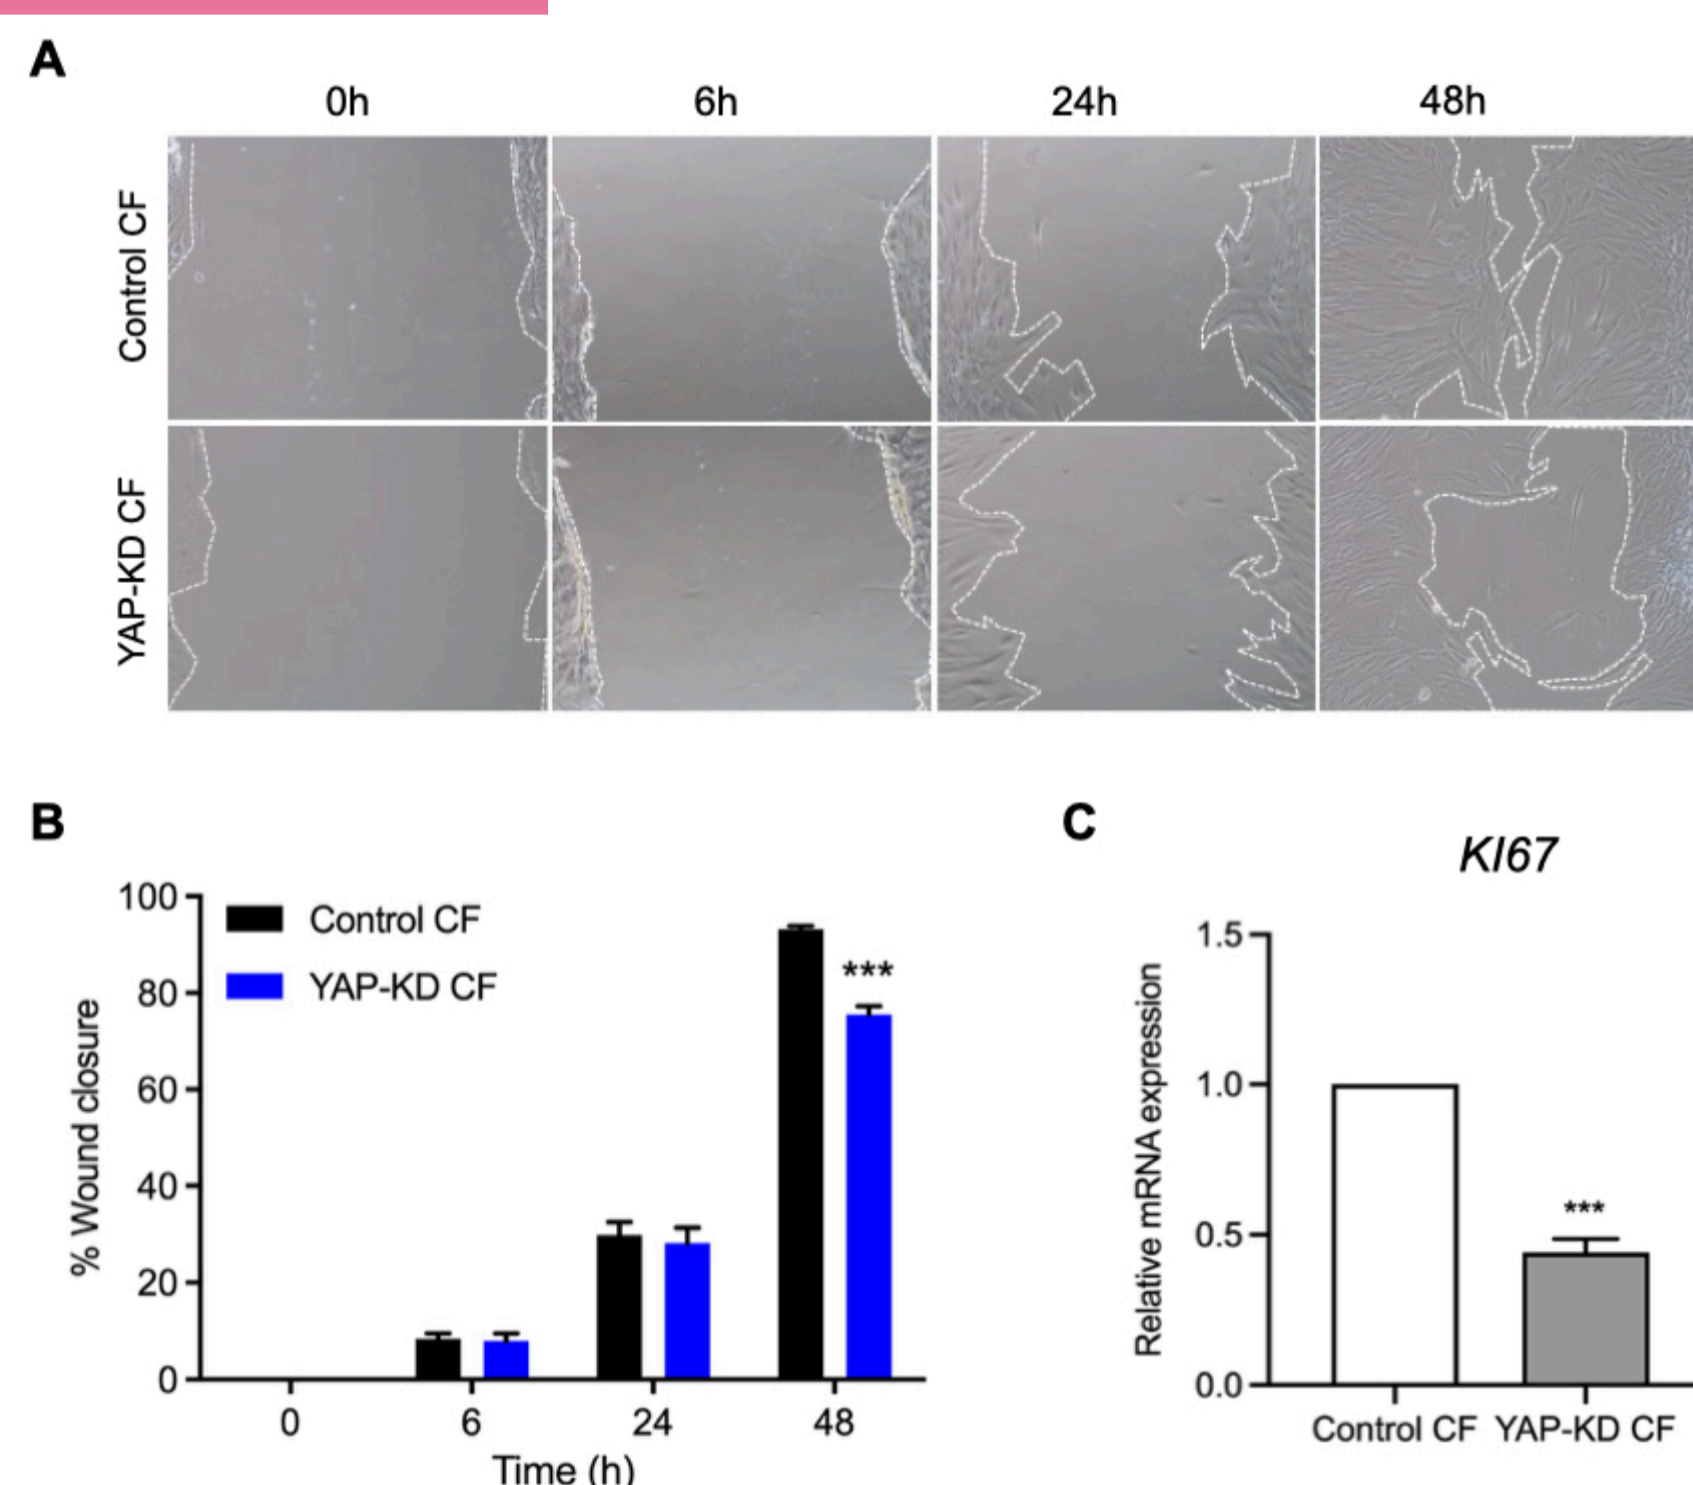 A
0h 6h 24h 48h
Control CF
YAP-KD CF
B
100
80
60
40
20
0
% Wound closure
Control CF
YAP-KD CF
***
0 6 24 48
Time (h)
C
KI67
1.5
1.0
0.5
0.0
Relative mRNA expression
***
Control CF YAP-KD CF